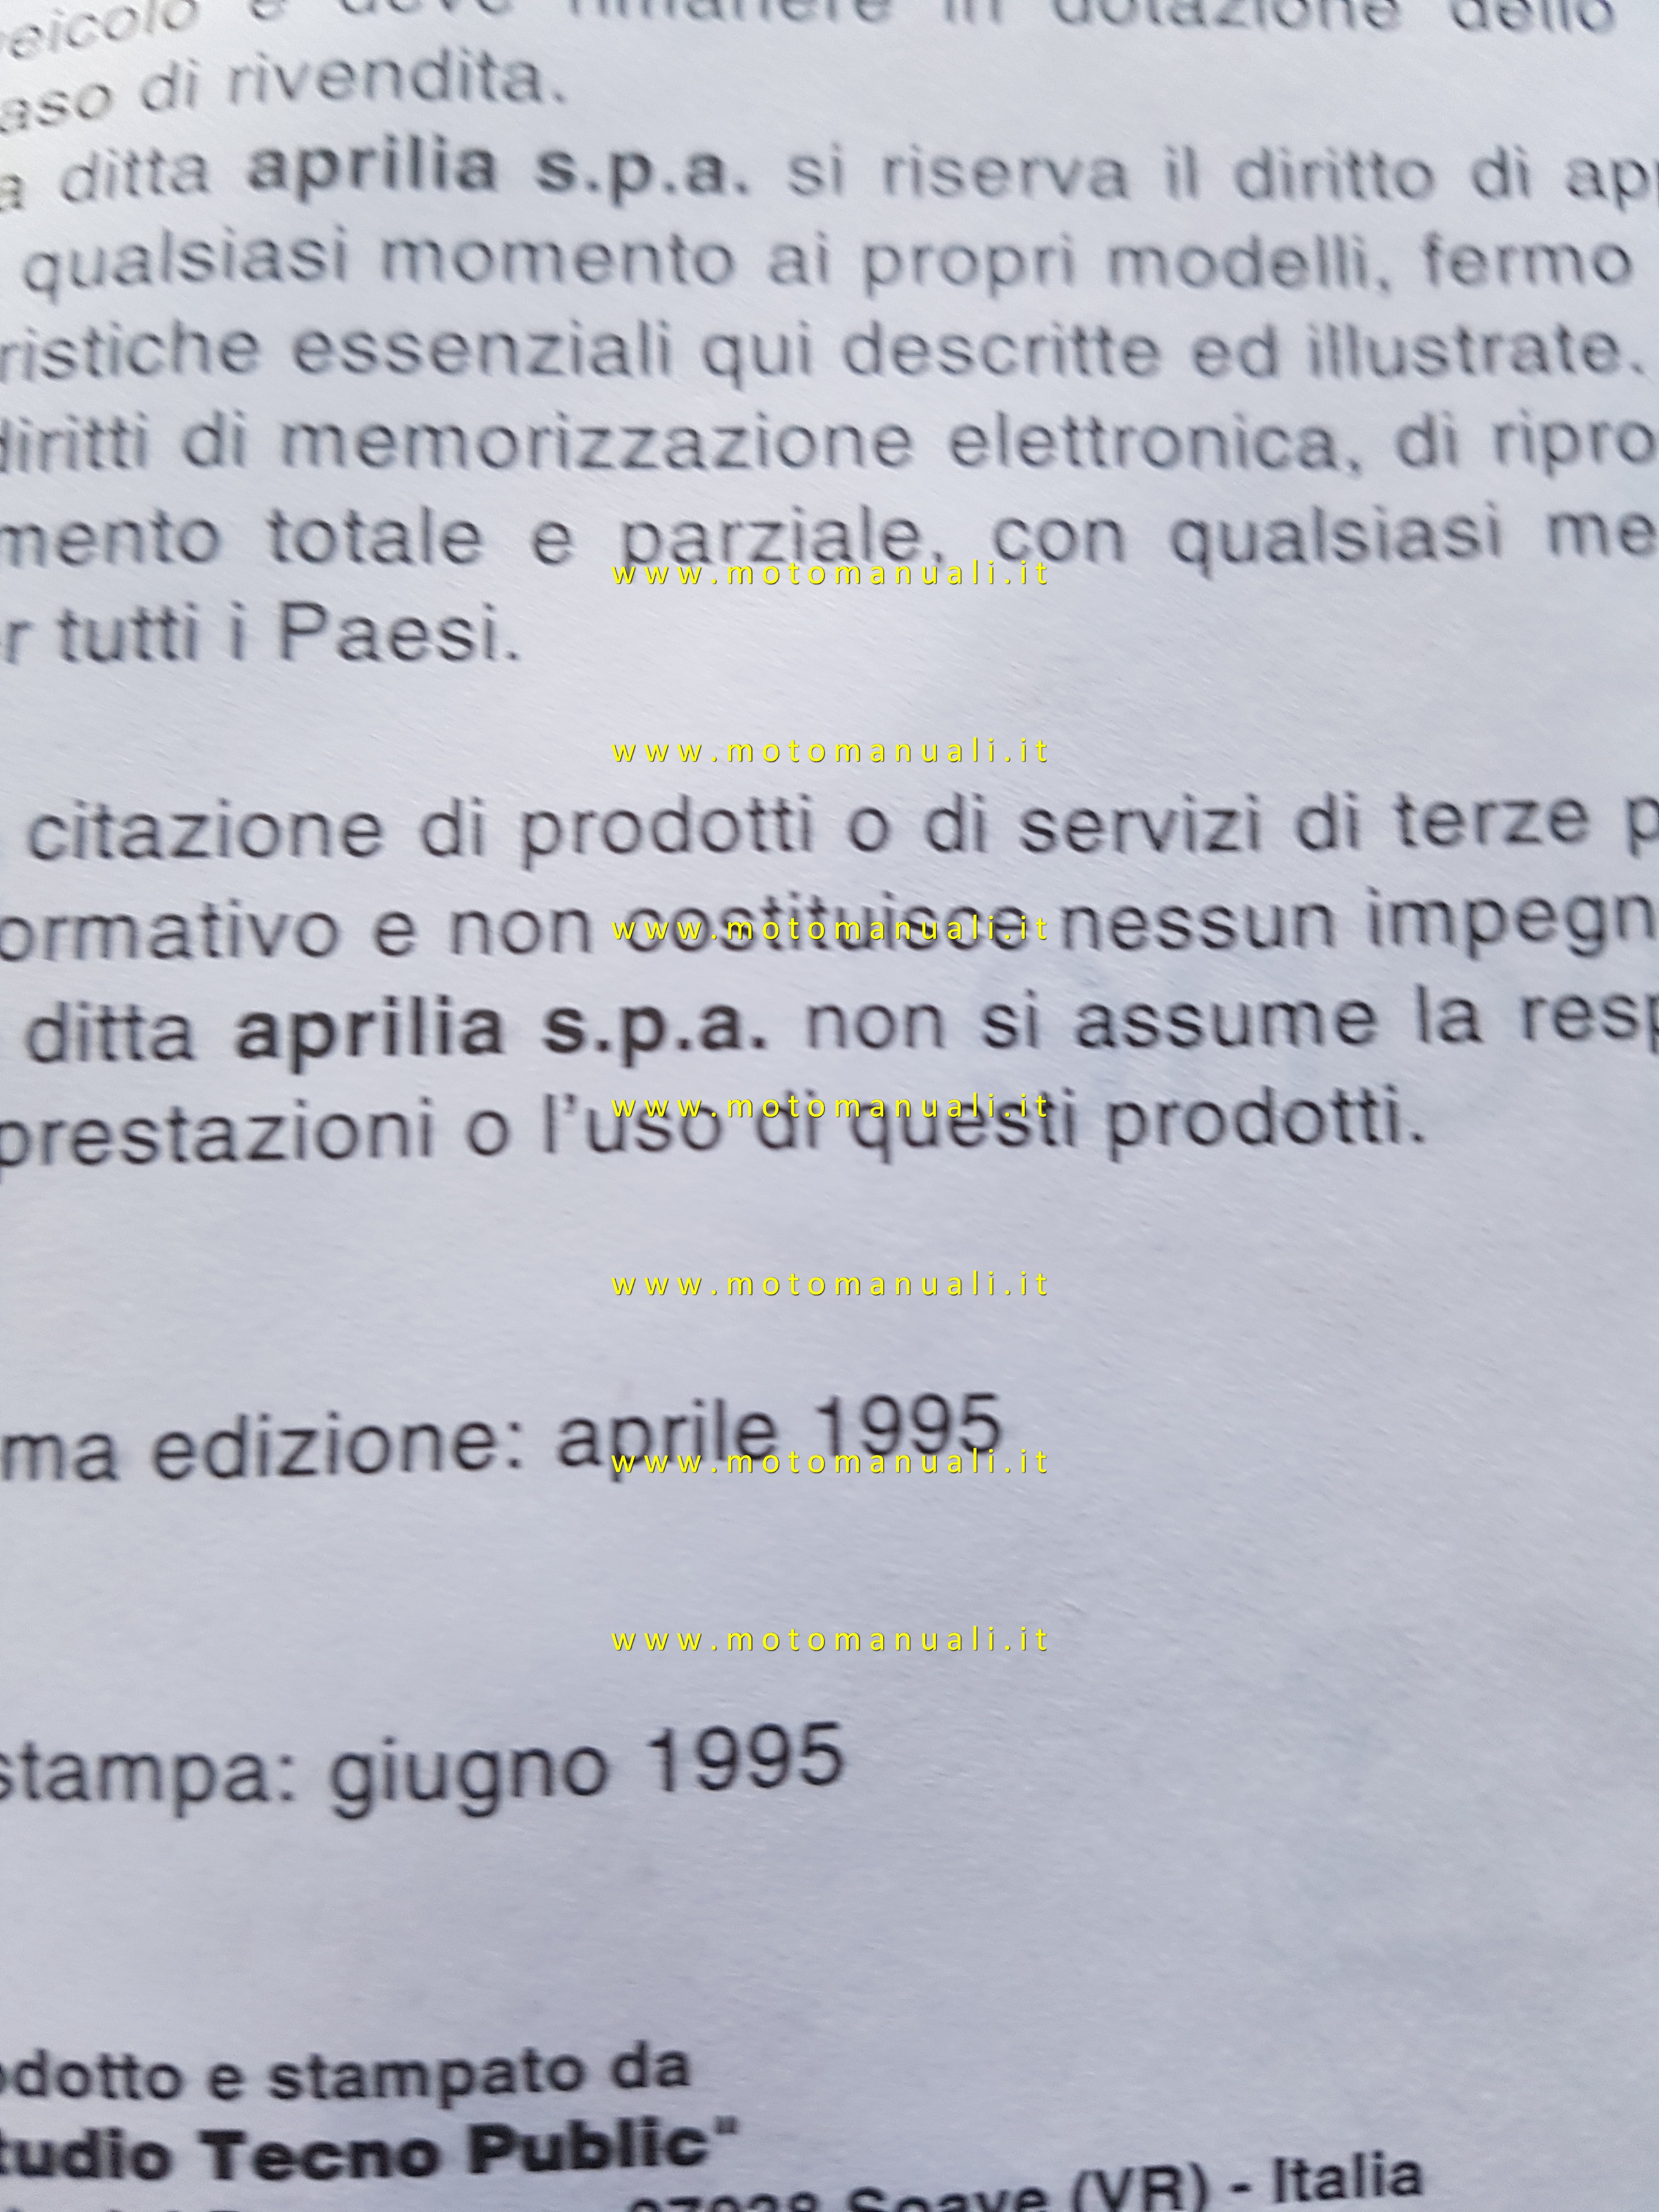 veicolo e deve rimanere in dotazione dello
aso di rivendita.
a ditta aprilia s.p.a. si riserva il diritto di app
qualsiasi momento ai propri modelli, fermo
ristiche essenziali qui descritte ed illustrate.
diritti di memorizzazione elettronica, di ripro
mento totale e parziale, con qualsiasi me
www.motomanuali.it
er tutti i Paesi.
www.motomanuali.it
citazione di prodotti o di servizi di terze p
ormativo e non costituisce nessun impegn
www.motomanuali.it
ditta aprilia s.p.a. non si assume la resp
www.motomanuali.it
prestazioni o l'uso di questi prodotti.
www.motomanuali.it
ma edizione: aprile 1995
www.motomanuali.it
www.motomanuali.it
stampa: giugno 1995
odotto e stampato da
tudio Tecno Public"
Soave (VR) - Italia